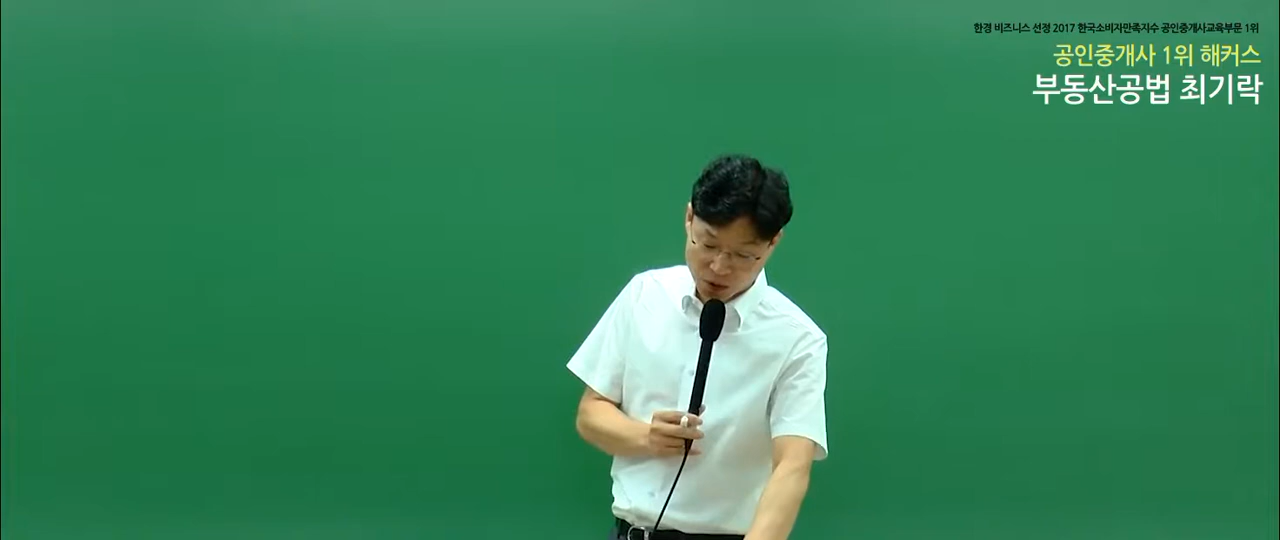 한경 비즈니스 선정 2017 한국소비자만족지수 공인중개사교육부문 1위
공인중개사 1위 해커스
부동산공법 최기락